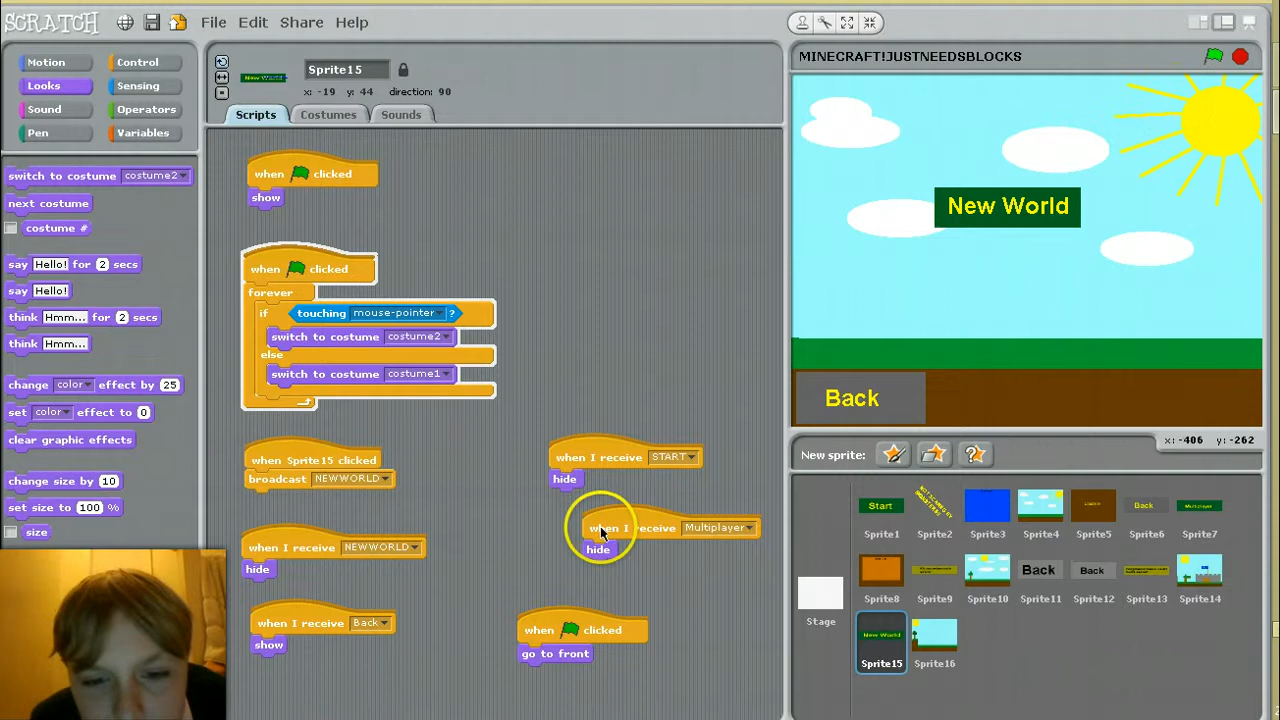 SCRATCH File Edit Share Help
Motion Control
Looks Sensing
Sound Operators
Pen Variables
switch to costume costume2
next costume
costume #
say Hello! for 2 secs
say Hello!
think Hmm... for 2 secs
think Hmm...
change color effect by 25
set color effect to 0
clear graphic effects
change size by 10
set size to 100 %
size
New World
Sprite15
x: -19 y: 44 direction: 90
Scripts Costumes Sounds
when clicked
show
when clicked
forever
if touching mouse-pointer ?
switch to costume costume2
else
switch to costume costume1
when Sprite15 clicked
broadcast NEWWORLD
when I receive NEWWORLD
hide
when I receive Back
show
when I receive START
hide
when I receive Multiplayer
hide
when clicked
go to front
MINECRAFT!JUSTNEEDSBLOCKS
New World
Back
x: -406 y: -262
New sprite:
Stage
Start
Back
Sprite1 Sprite2 Sprite3 Sprite4 Sprite5 Sprite6 Sprite7
Back Back
Sprite8 Sprite9 Sprite10 Sprite11 Sprite12 Sprite13 Sprite14
New World
Sprite15 Sprite16